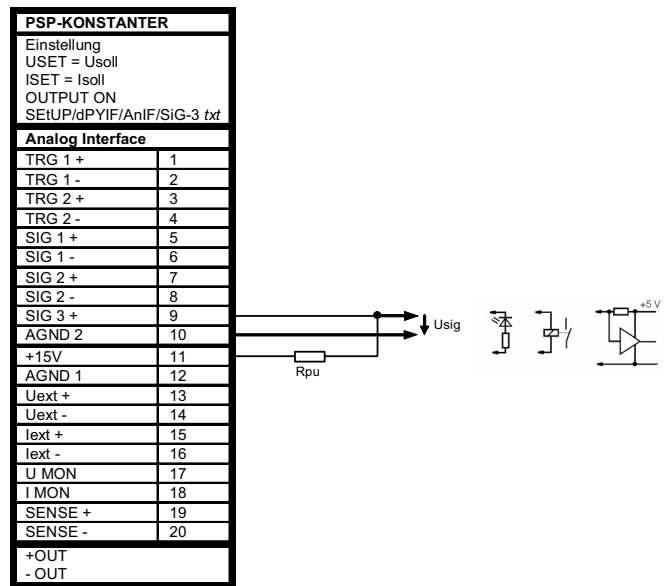 PSP-KONSTANTER
Einstellung
USET = Usoll
ISET = Isoll
OUTPUT ON
SEtUP/dPYIF/AnIF/SiG-3 txt
Analog Interface
TRG 1 + 1
TRG 1 - 2
TRG 2 + 3
TRG 2 - 4
SIG 1 + 5
SIG 1 - 6
SIG 2 + 7
SIG 2 - 8
SIG 3 + 9
AGND 2 10
+15V 11
AGND 1 12
Uext + 13
Uext - 14
Iext + 15
Iext - 16
U MON 17
I MON 18
SENSE + 19
SENSE - 20
+OUT
- OUT
Usig
Rpu
+5 V